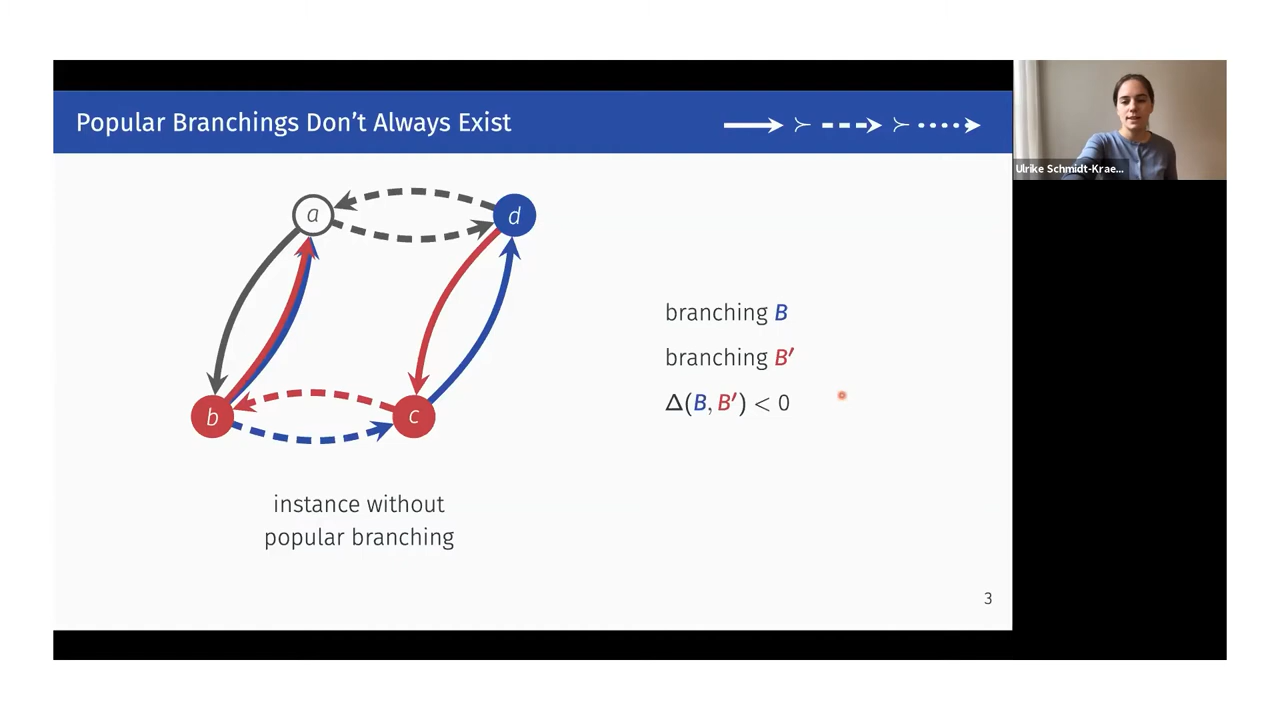 Popular Branchings Don't Always Exist
Ulrike Schmidt-Krae...
a
d
branching B
branching B′
Δ(B, B′) < 0
b
c
instance without
popular branching
3